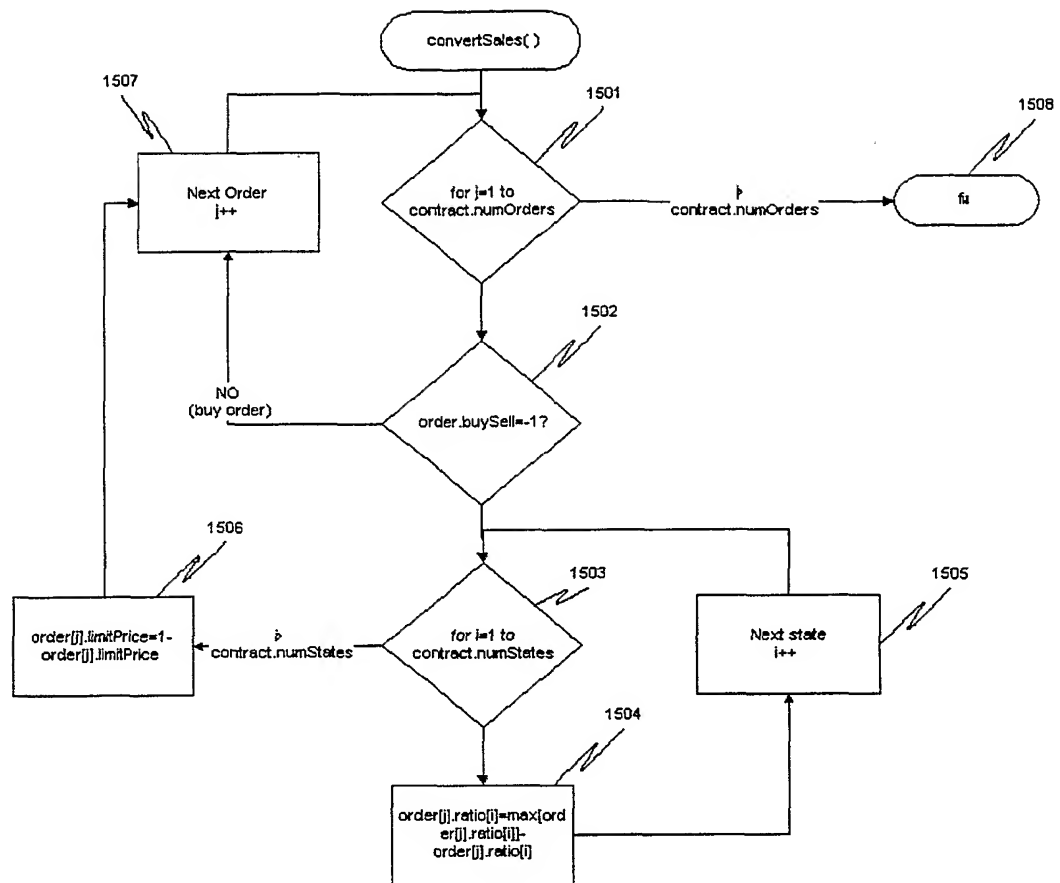 convertSales( )
1507
1501
1508
Next Order
j++
for j=1 to
contract.numOrders
contract.numOrders
1502
NO
(buy order)
order.buySell=-1?
1506
1503
1505
order[j].limitPrice=1-
order[j].limitPrice
contract.numStates
for i=1 to
contract.numStates
Next state
i++
1504
order[j].ratio[i]=max[ord
er[j].ratio[i]]-
order[j].ratio[i]